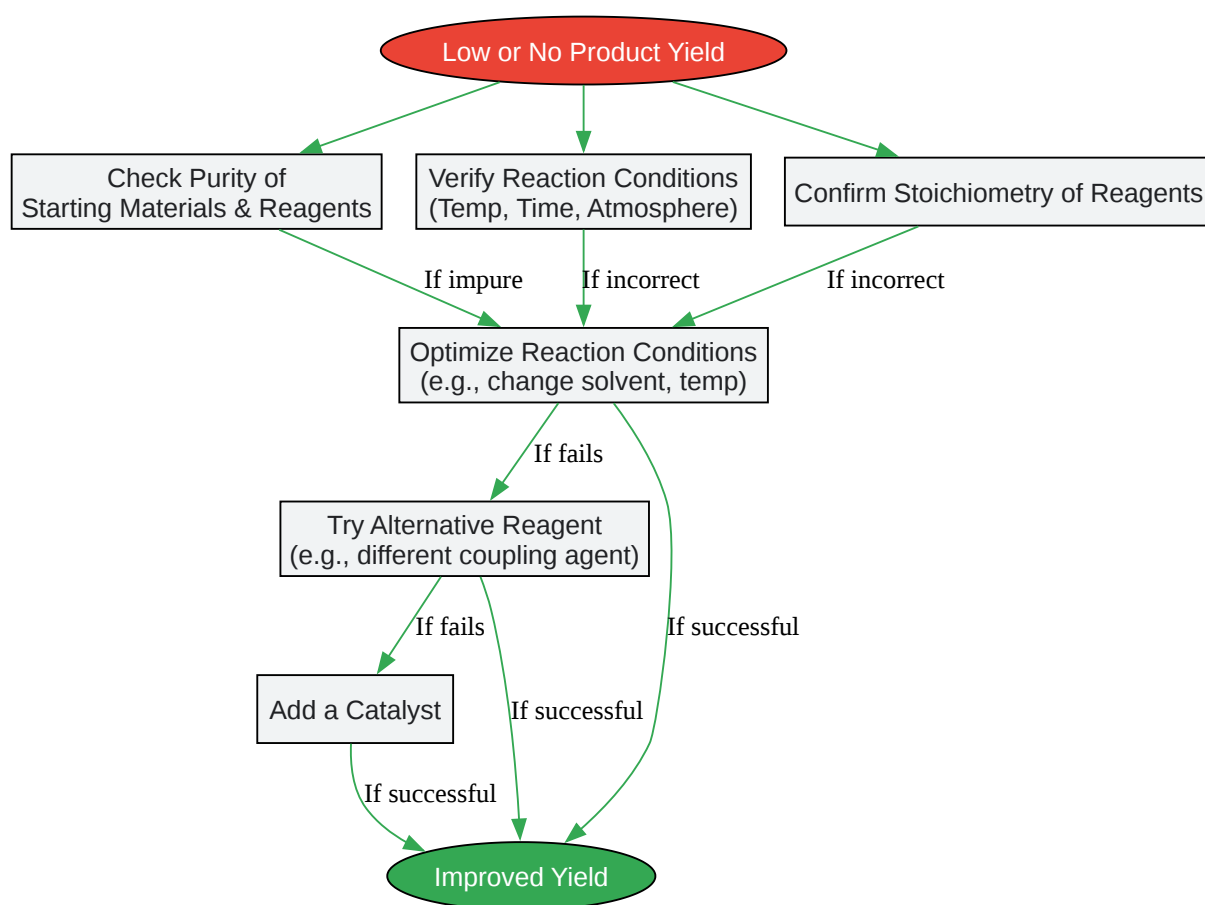 Low or No Product Yield
Check Purity of
Starting Materials & Reagents
Verify Reaction Conditions
(Temp, Time, Atmosphere)
Confirm Stoichiometry of Reagents
If impure
If incorrect
If incorrect
Optimize Reaction Conditions
(e.g., change solvent, temp)
If fails
Try Alternative Reagent
(e.g., different coupling agent)
If fails
If successful
Add a Catalyst
If successful
If successful
Improved Yield